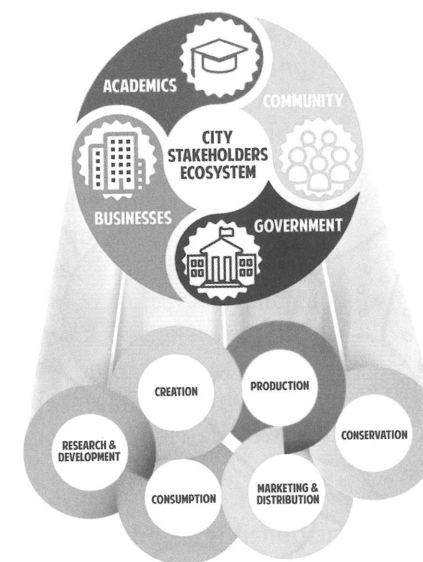 ACADEMICS
COMMUNITY
CITY
STAKEHOLDERS
ECOSYSTEM
BUSINESSES
GOVERNMENT
CREATION
PRODUCTION
RESEARCH &
DEVELOPMENT
CONSERVATION
CONSUMPTION
MARKETING &
DISTRIBUTION